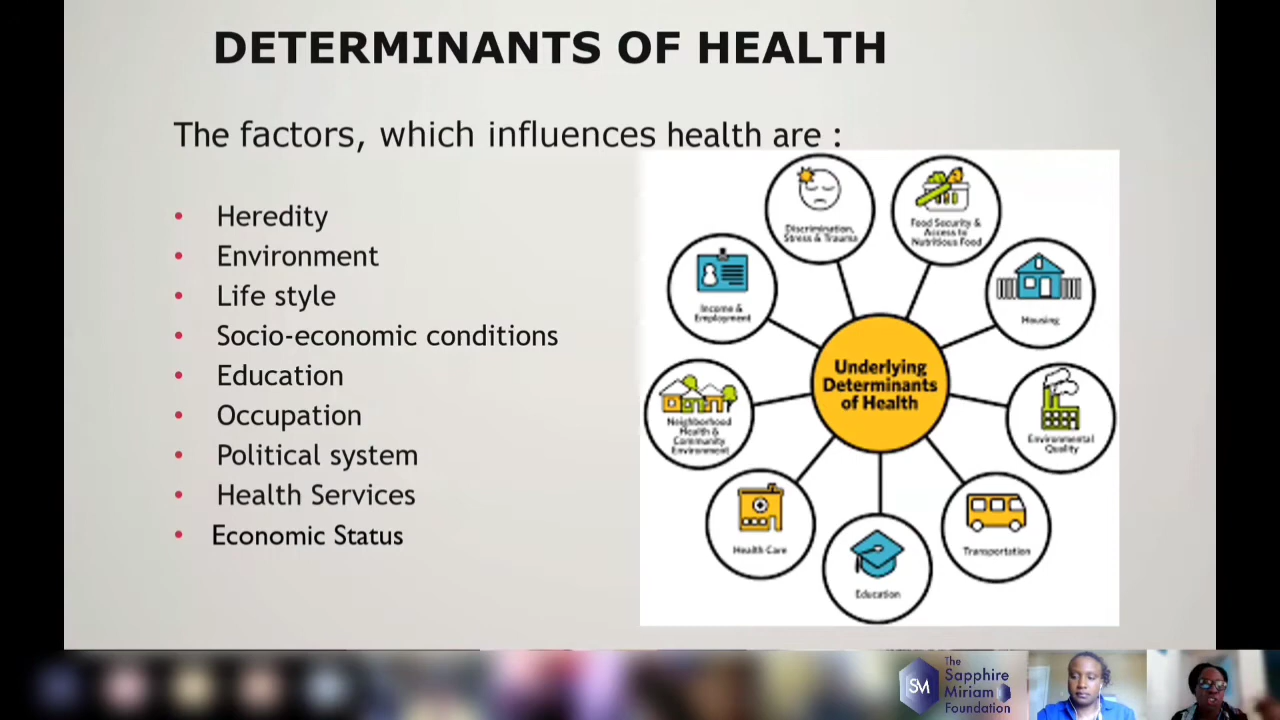 DETERMINANTS OF HEALTH
The factors, which influences health are :
• Heredity
• Environment
• Life style
• Socio-economic conditions
• Education
• Occupation
• Political system
• Health Services
• Economic Status
Discrimination,
Stress & Trauma
Food Security &
Access to
Nutritious Food
Income &
Employment
Housing
Underlying
Determinants
of Health
Neighborhood
Health &
Community
Environment
Environmental
Quality
Health Care
Transportation
Education
SM
The
Sapphire
Miriam
Foundation